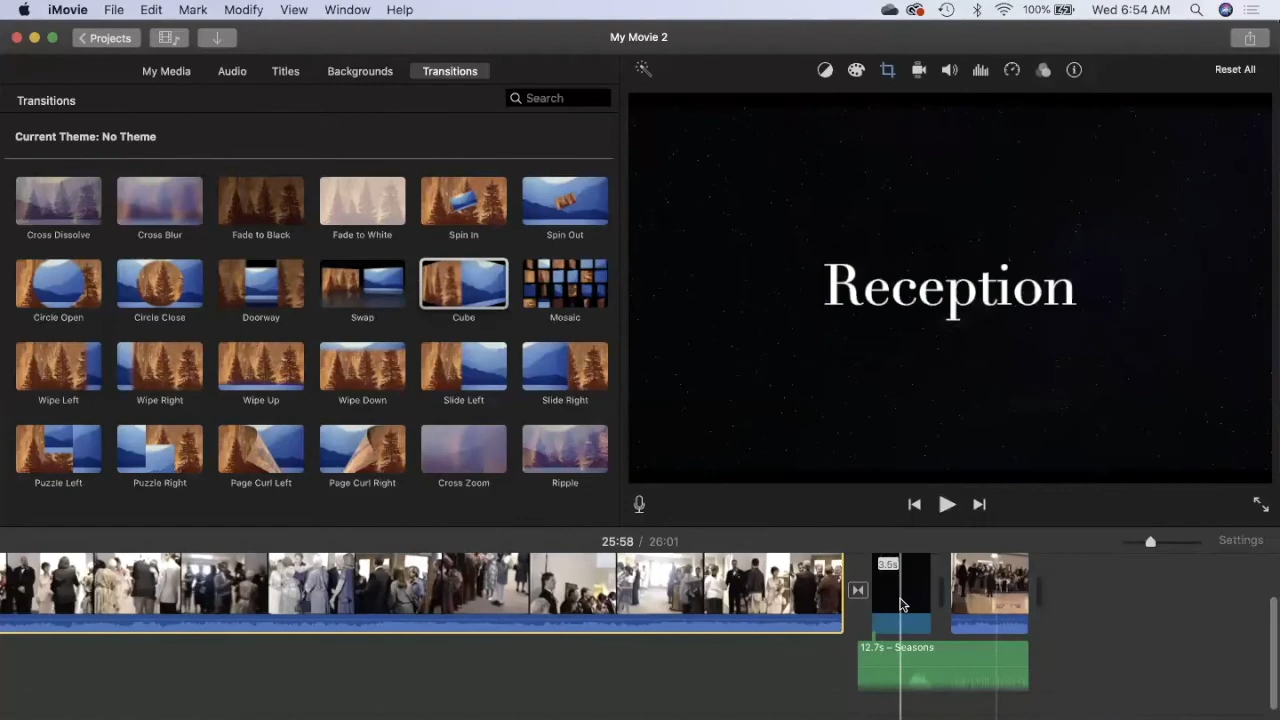 iMovie File Edit Mark Modify View Window Help 100% Wed 6:54 AM
Projects
My Movie 2
My Media Audio Titles Backgrounds Transitions
Reset All
Transitions
Search
Current Theme: No Theme
Cross Dissolve Cross Blur Fade to Black Fade to White Spin In Spin Out
Circle Open Circle Close Doorway Swap Cube Mosaic
Wipe Left Wipe Right Wipe Up Wipe Down Slide Left Slide Right
Puzzle Left Puzzle Right Page Curl Left Page Curl Right Cross Zoom Ripple
Reception
25:58 / 26:01
Settings
3.5s
12.7s – Seasons